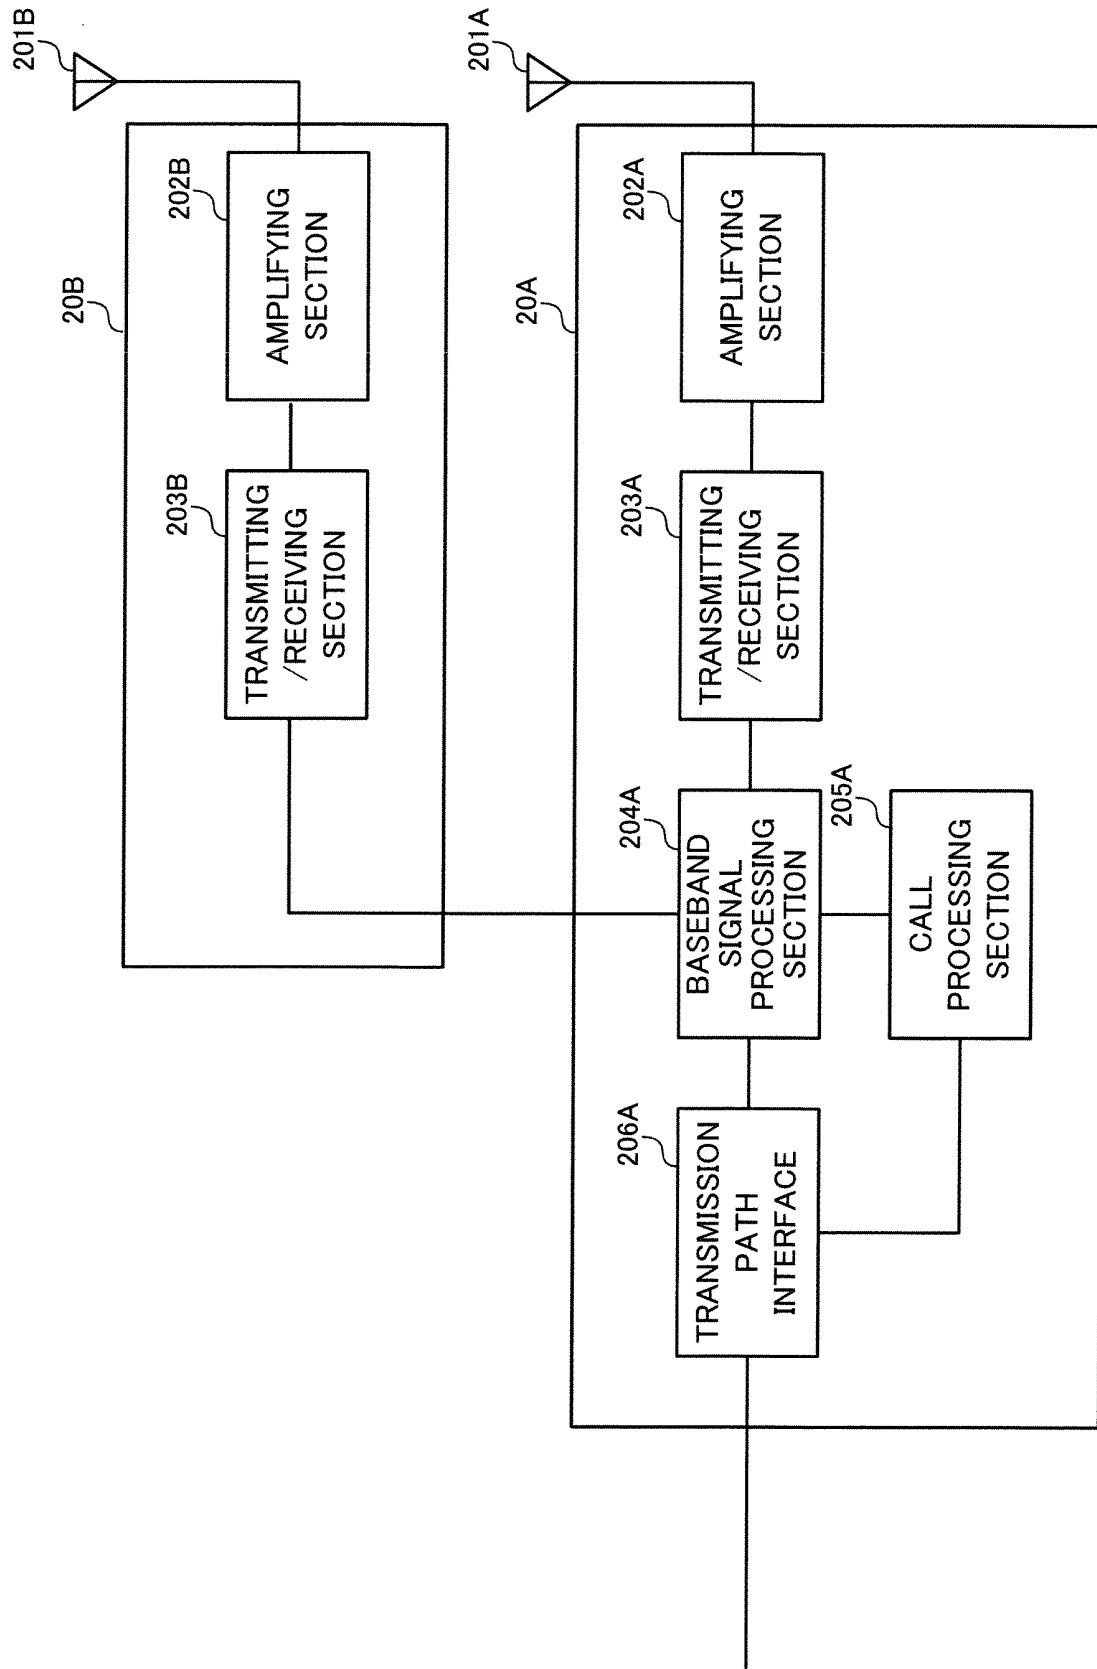 201B
20B
202B
AMPLIFYING
SECTION
203B
TRANSMITTING
/RECEIVING
SECTION
201A
20A
202A
AMPLIFYING
SECTION
203A
TRANSMITTING
/RECEIVING
SECTION
204A
BASEBAND
SIGNAL
PROCESSING
SECTION
205A
CALL
PROCESSING
SECTION
206A
TRANSMISSION
PATH
INTERFACE